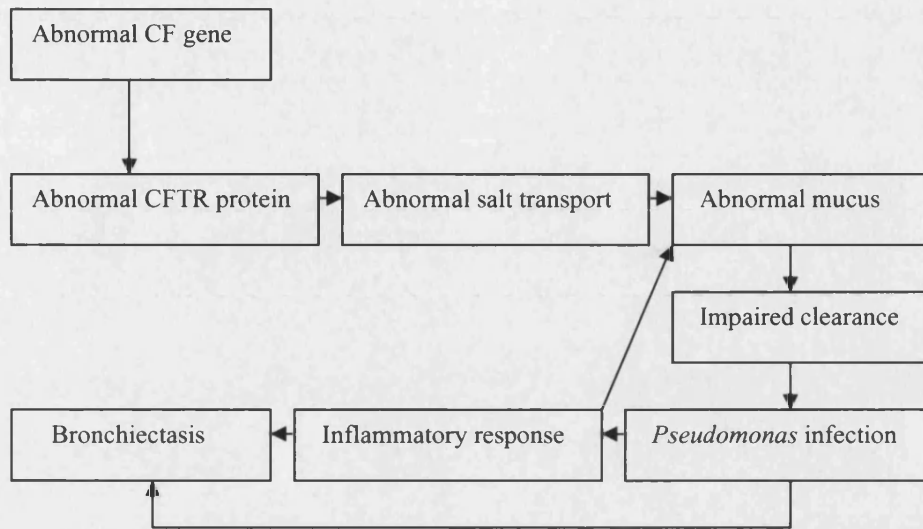 Abnormal CF gene
Abnormal CFTR protein
Abnormal salt transport
Abnormal mucus
Impaired clearance
Bronchiectasis
Inflammatory response
Pseudomonas infection